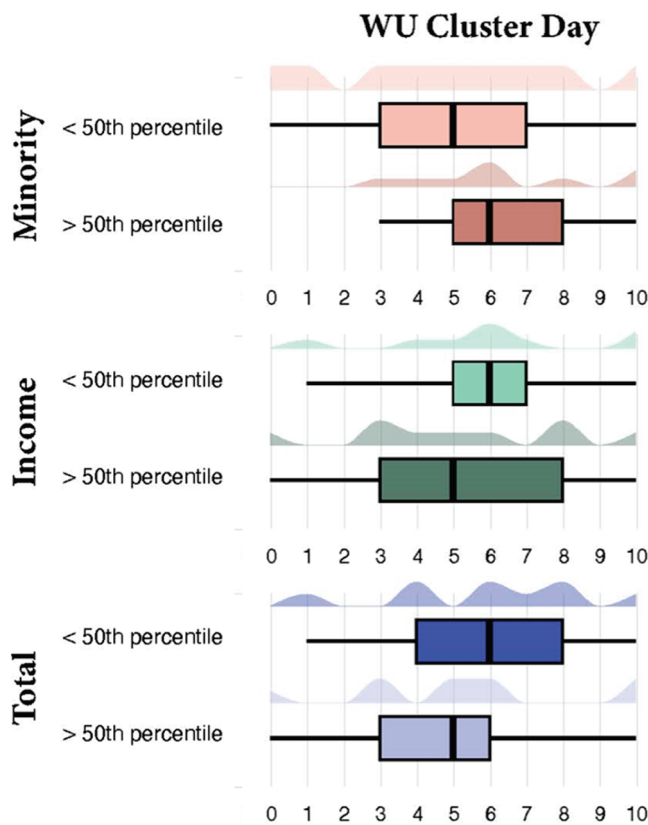 WU Cluster Day
Minority
< 50th percentile
> 50th percentile
0 1 2 3 4 5 6 7 8 9 10
Income
< 50th percentile
> 50th percentile
0 1 2 3 4 5 6 7 8 9 10
Total
< 50th percentile
> 50th percentile
0 1 2 3 4 5 6 7 8 9 10